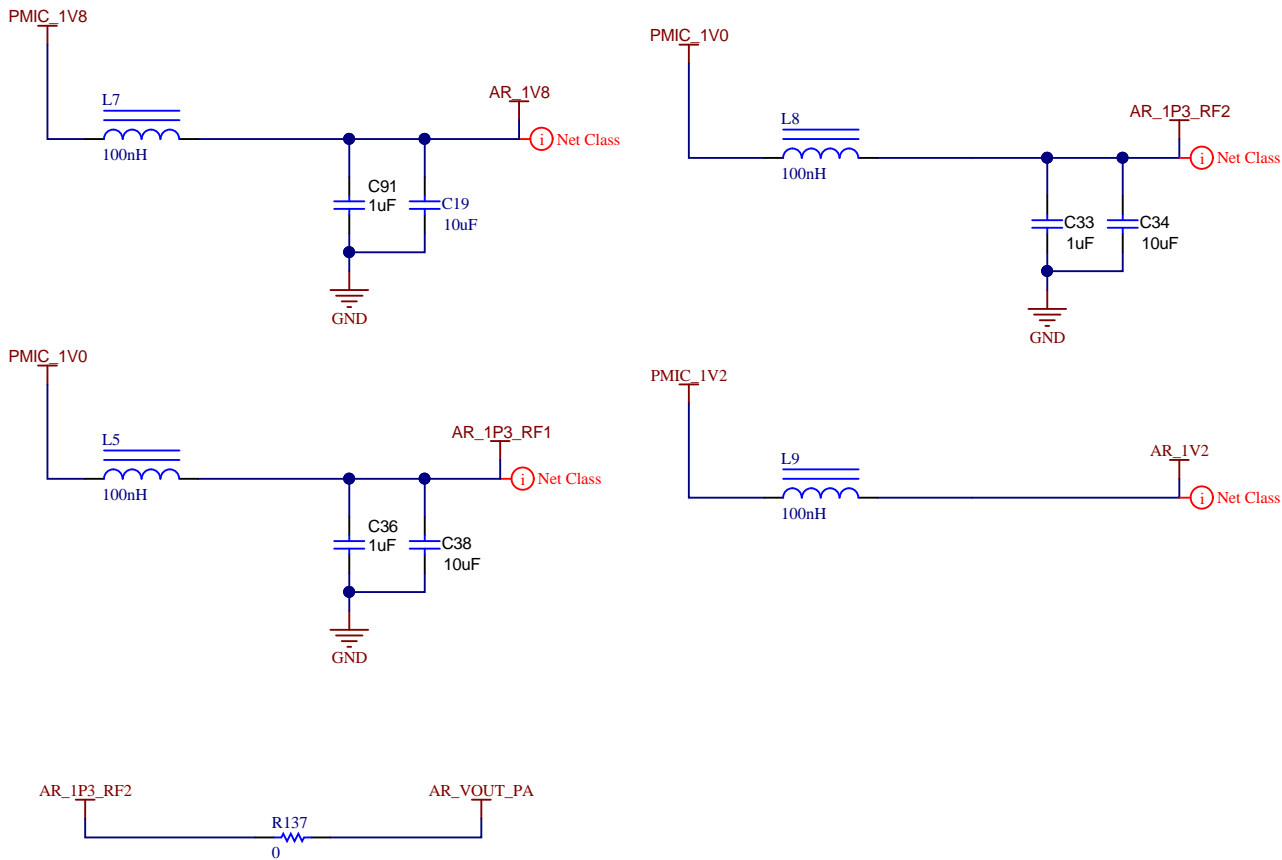 PMIC_1V8
L7
100nH
AR_1V8
i Net Class
C91
1uF
C19
10uF
GND
PMIC_1V0
L8
100nH
AR_1P3_RF2
i Net Class
C33
1uF
C34
10uF
GND
PMIC_1V0
L5
100nH
AR_1P3_RF1
i Net Class
C36
1uF
C38
10uF
GND
PMIC_1V2
L9
100nH
AR_1V2
i Net Class
AR_1P3_RF2
R137
0
AR_VOUT_PA